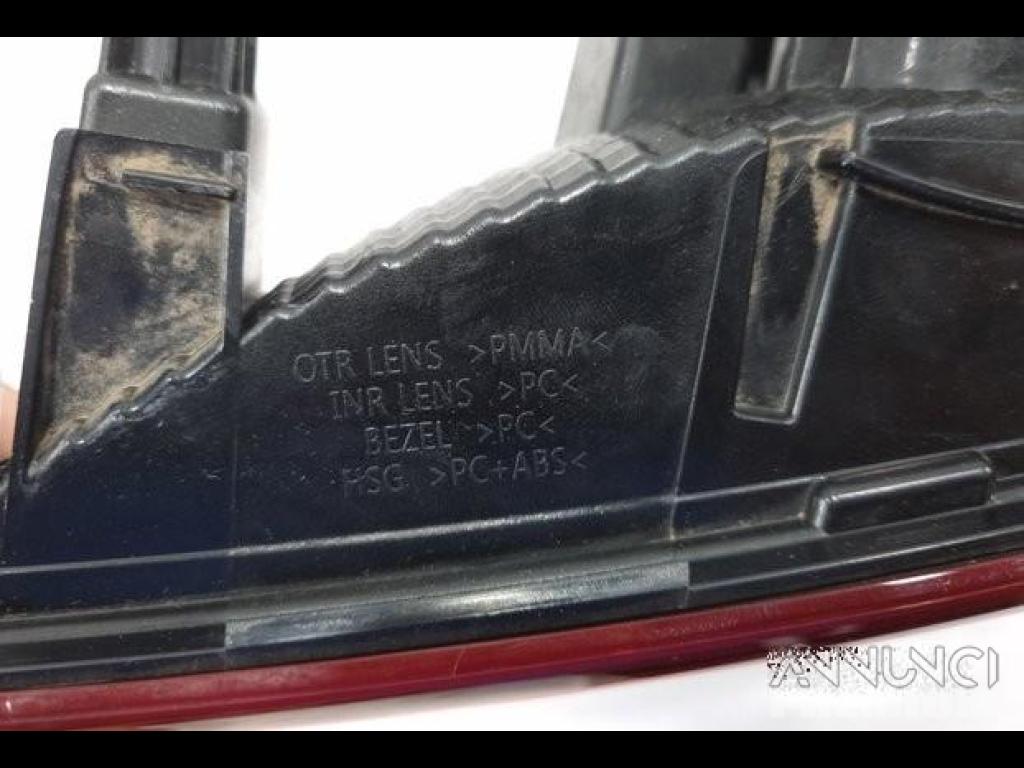 OTR LENS >PMMA<
INR LENS >PC<
BEZEL >PC<
HSG >PC+ABS<
ANNUNCI